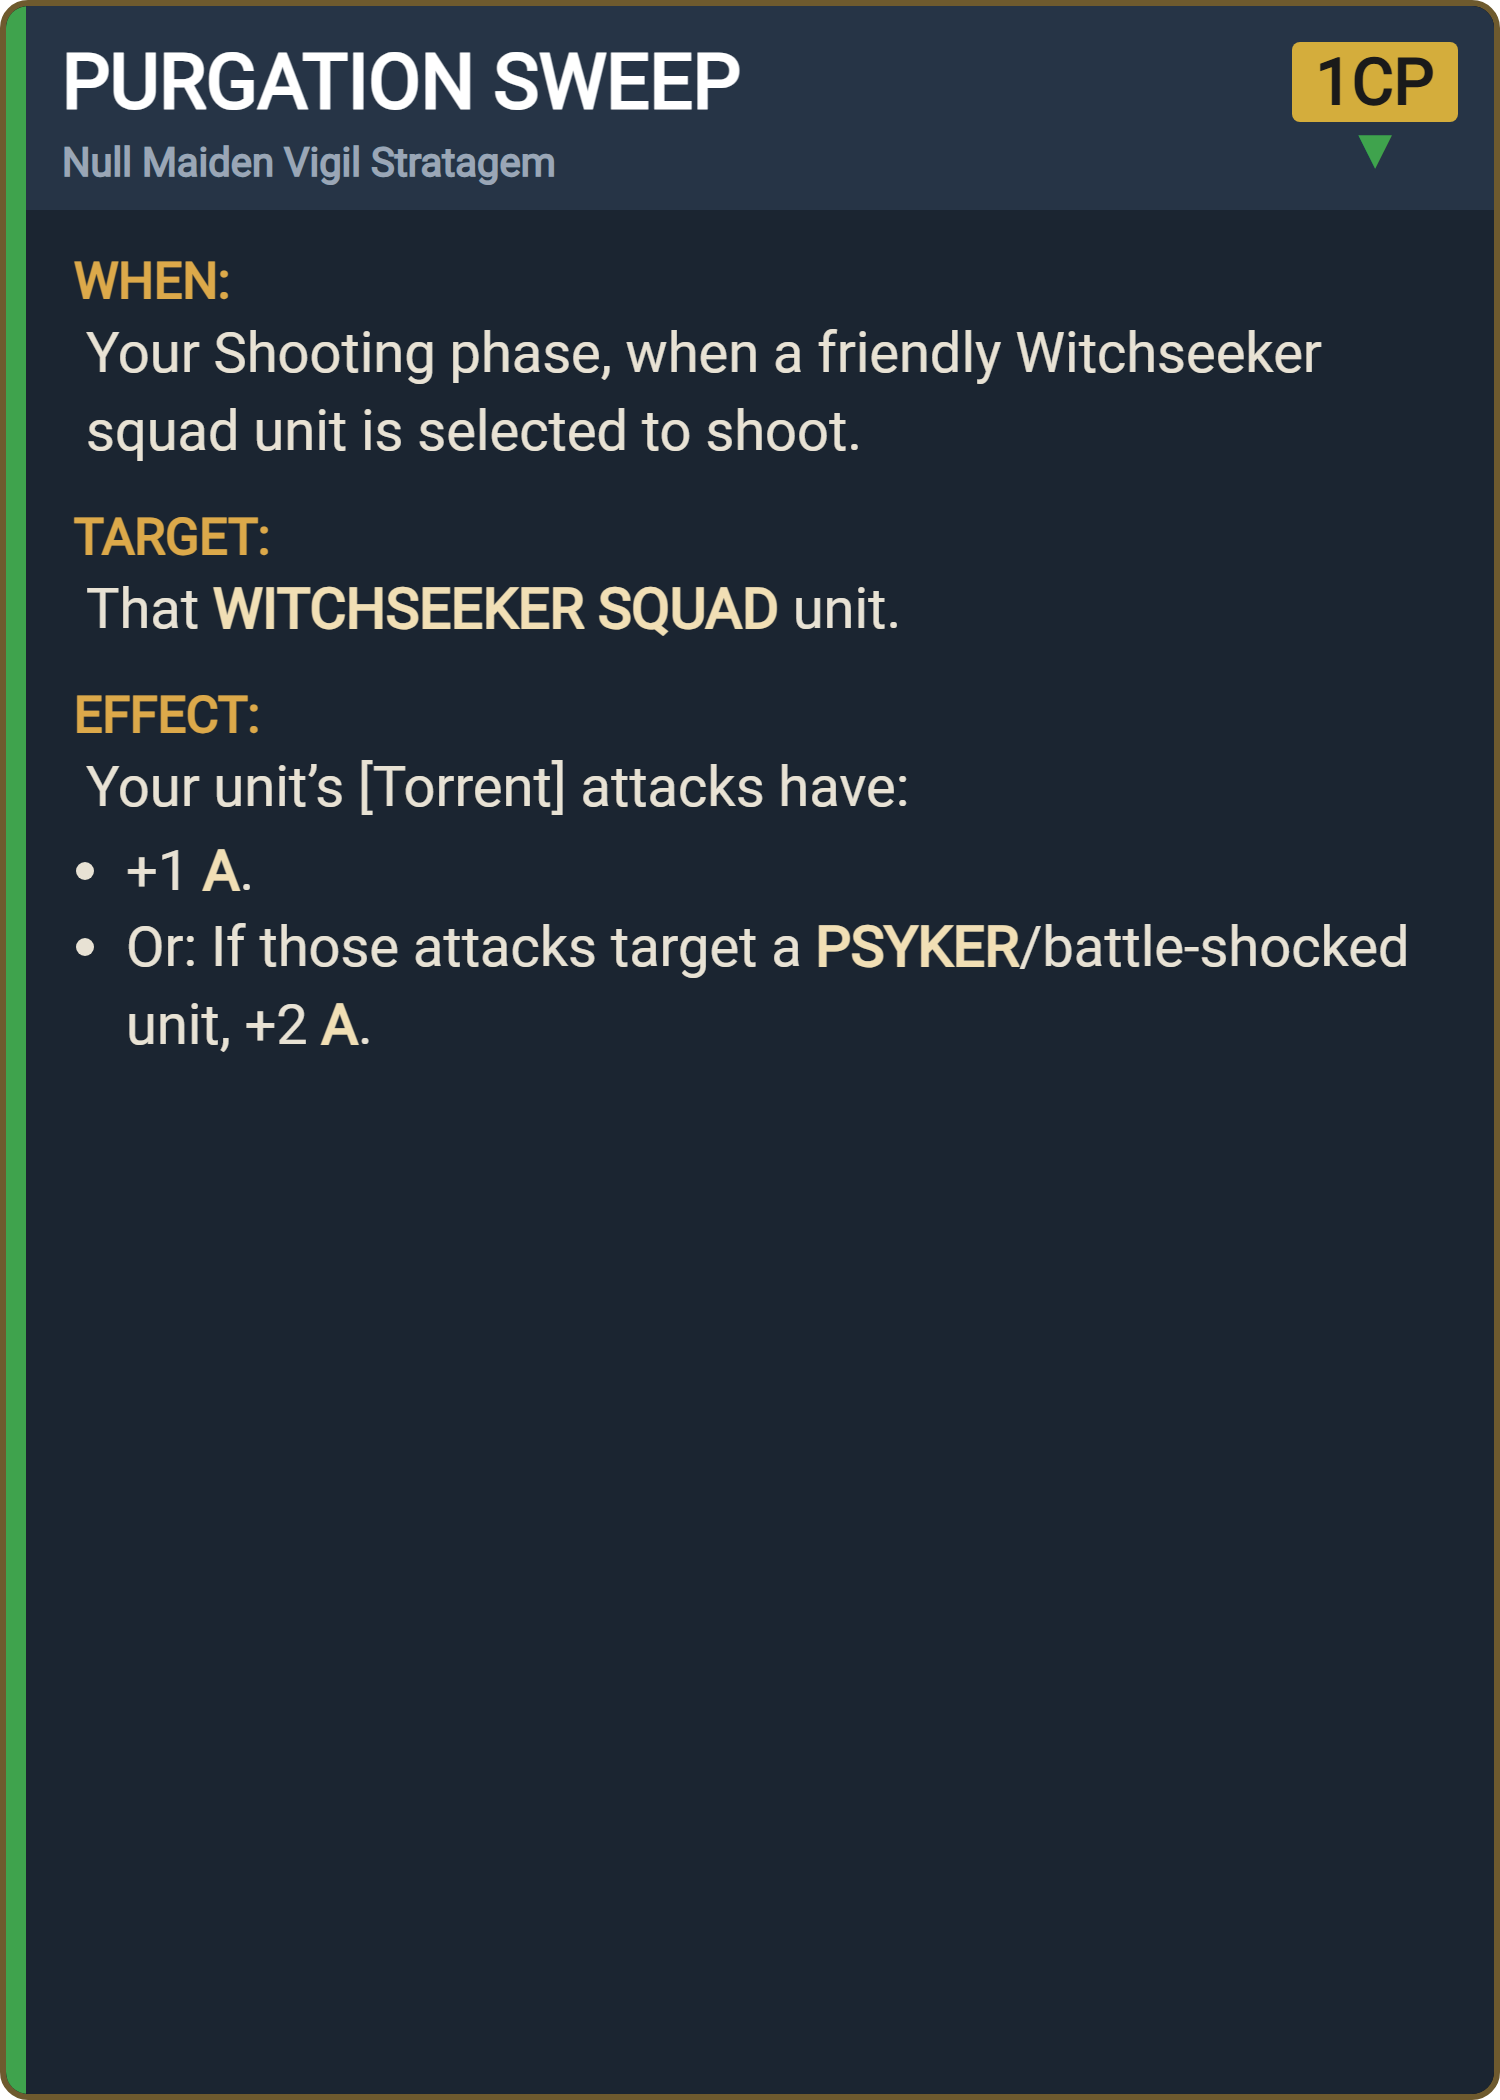 PURGATION SWEEP
1CP
Null Maiden Vigil Stratagem
WHEN:
Your Shooting phase, when a friendly Witchseeker
squad unit is selected to shoot.
TARGET:
That WITCHSEEKER SQUAD unit.
EFFECT:
Your unit’s [Torrent] attacks have:
• +1 A.
• Or: If those attacks target a PSYKER/battle-shocked
unit, +2 A.